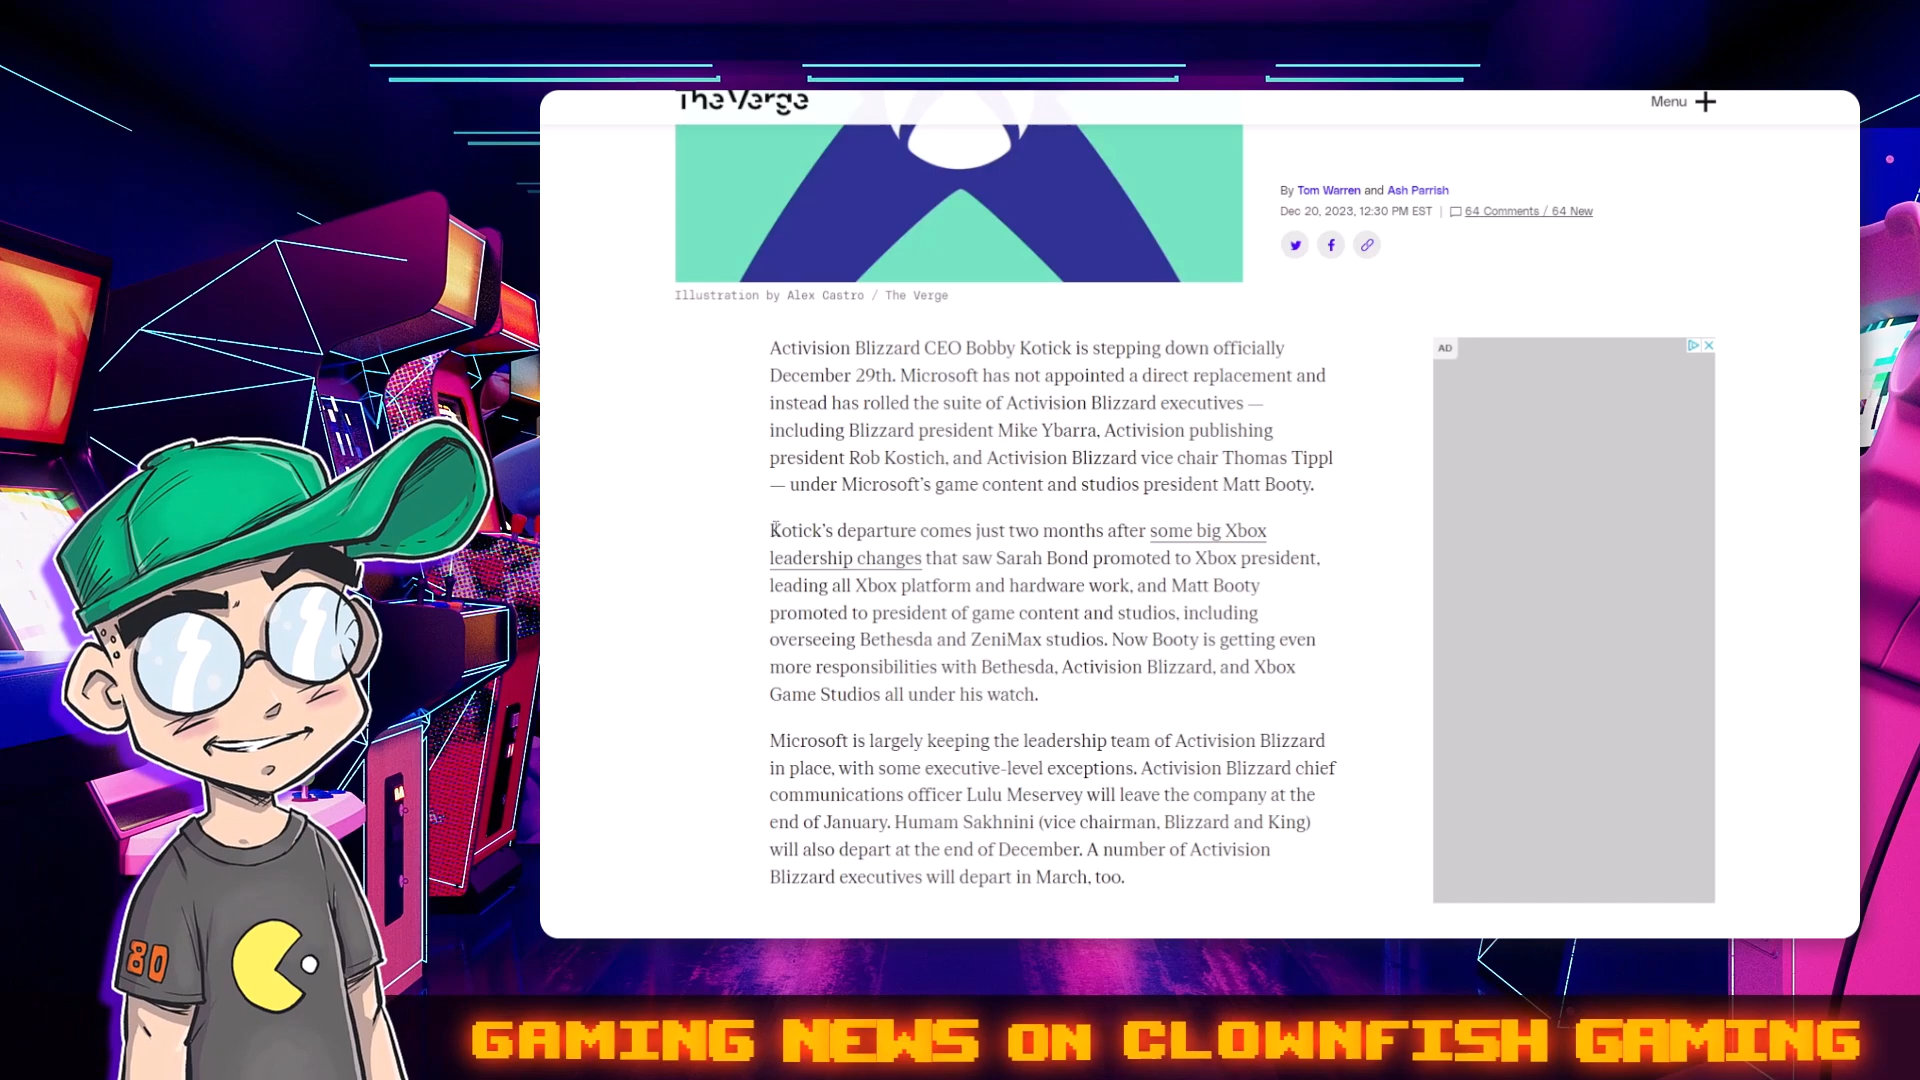 The Verge
Menu
By Tom Warren and Ash Parrish
Dec 20, 2023, 12:30 PM EST | 64 Comments / 64 New
Illustration by Alex Castro / The Verge
Activision Blizzard CEO Bobby Kotick is stepping down officially
December 29th. Microsoft has not appointed a direct replacement and
instead has rolled the suite of Activision Blizzard executives —
including Blizzard president Mike Ybarra, Activision publishing
president Rob Kostich, and Activision Blizzard vice chair Thomas Tippl
— under Microsoft’s game content and studios president Matt Booty.
Kotick’s departure comes just two months after some big Xbox
leadership changes that saw Sarah Bond promoted to Xbox president,
leading all Xbox platform and hardware work, and Matt Booty
promoted to president of game content and studios, including
overseeing Bethesda and ZeniMax studios. Now Booty is getting even
more responsibilities with Bethesda, Activision Blizzard, and Xbox
Game Studios all under his watch.
Microsoft is largely keeping the leadership team of Activision Blizzard
in place, with some executive-level exceptions. Activision Blizzard chief
communications officer Lulu Meservey will leave the company at the
end of January. Humam Sakhnini (vice chairman, Blizzard and King)
will also depart at the end of December. A number of Activision
Blizzard executives will depart in March, too.
AD
80
GAMING NEWS ON CLOWNFISH GAMING